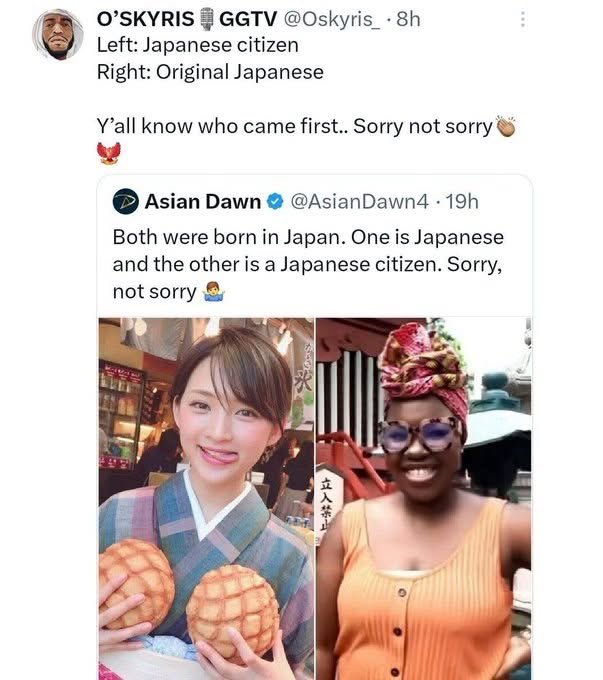 O'SKYRIS🎙️GGTV @Oskyris_ · 8h
Left: Japanese citizen
Right: Original Japanese
Y'all know who came first.. Sorry not sorry👏🏽
Asian Dawn @AsianDawn4 · 19h
Both were born in Japan. One is Japanese
and the other is a Japanese citizen. Sorry,
not sorry 🤷‍♂️
氷
立入禁止